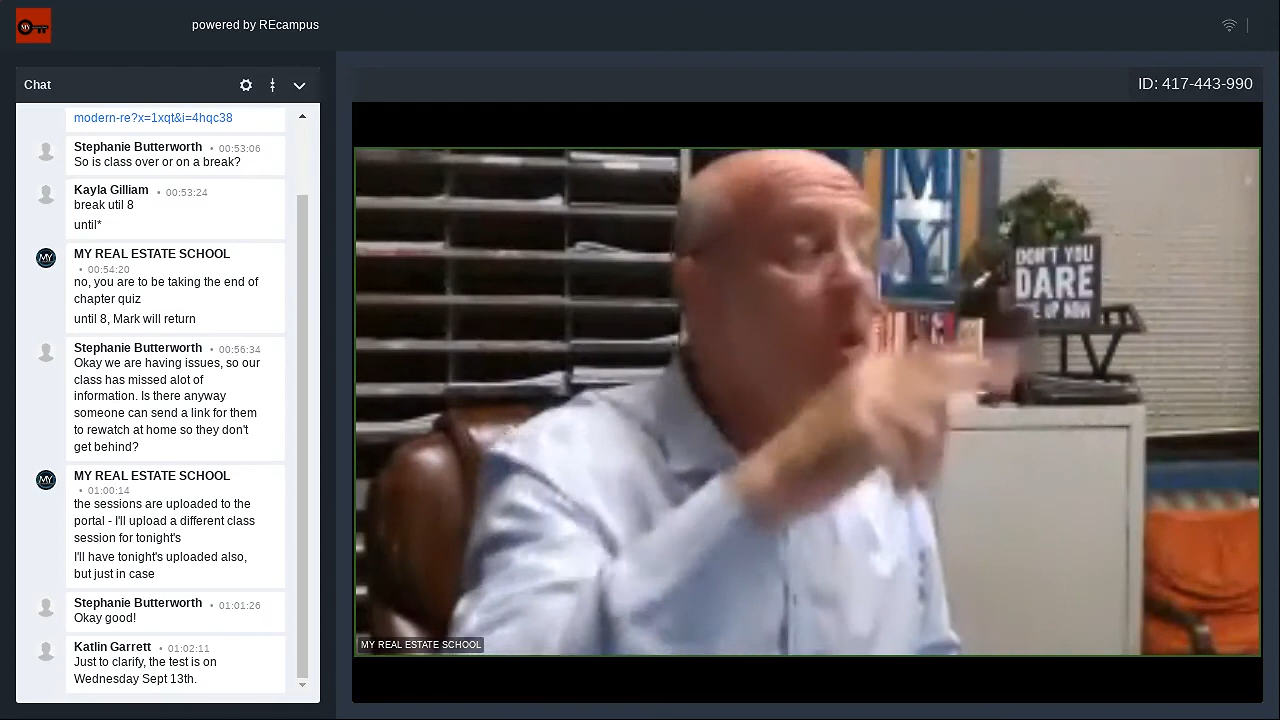 MY
powered by REcampus
Chat
ID: 417-443-990
modern-re?x=1xqt&i=4hqc38
Stephanie Butterworth • 00:53:06
So is class over or on a break?
Kayla Gilliam • 00:53:24
break util 8
until*
MY
MY REAL ESTATE SCHOOL
• 00:54:20
no, you are to be taking the end of
chapter quiz
until 8, Mark will return
Stephanie Butterworth • 00:56:34
Okay we are having issues, so our
class has missed alot of
information. Is there anyway
someone can send a link for them
to rewatch at home so they don't
get behind?
MY
MY REAL ESTATE SCHOOL
• 01:00:14
the sessions are uploaded to the
portal - I'll upload a different class
session for tonight's
I'll have tonight's uploaded also,
but just in case
Stephanie Butterworth • 01:01:26
Okay good!
Katlin Garrett • 01:02:11
Just to clarify, the test is on
Wednesday Sept 13th.
MY
DON'T YOU
DARE
UP NOW
MY REAL ESTATE SCHOOL